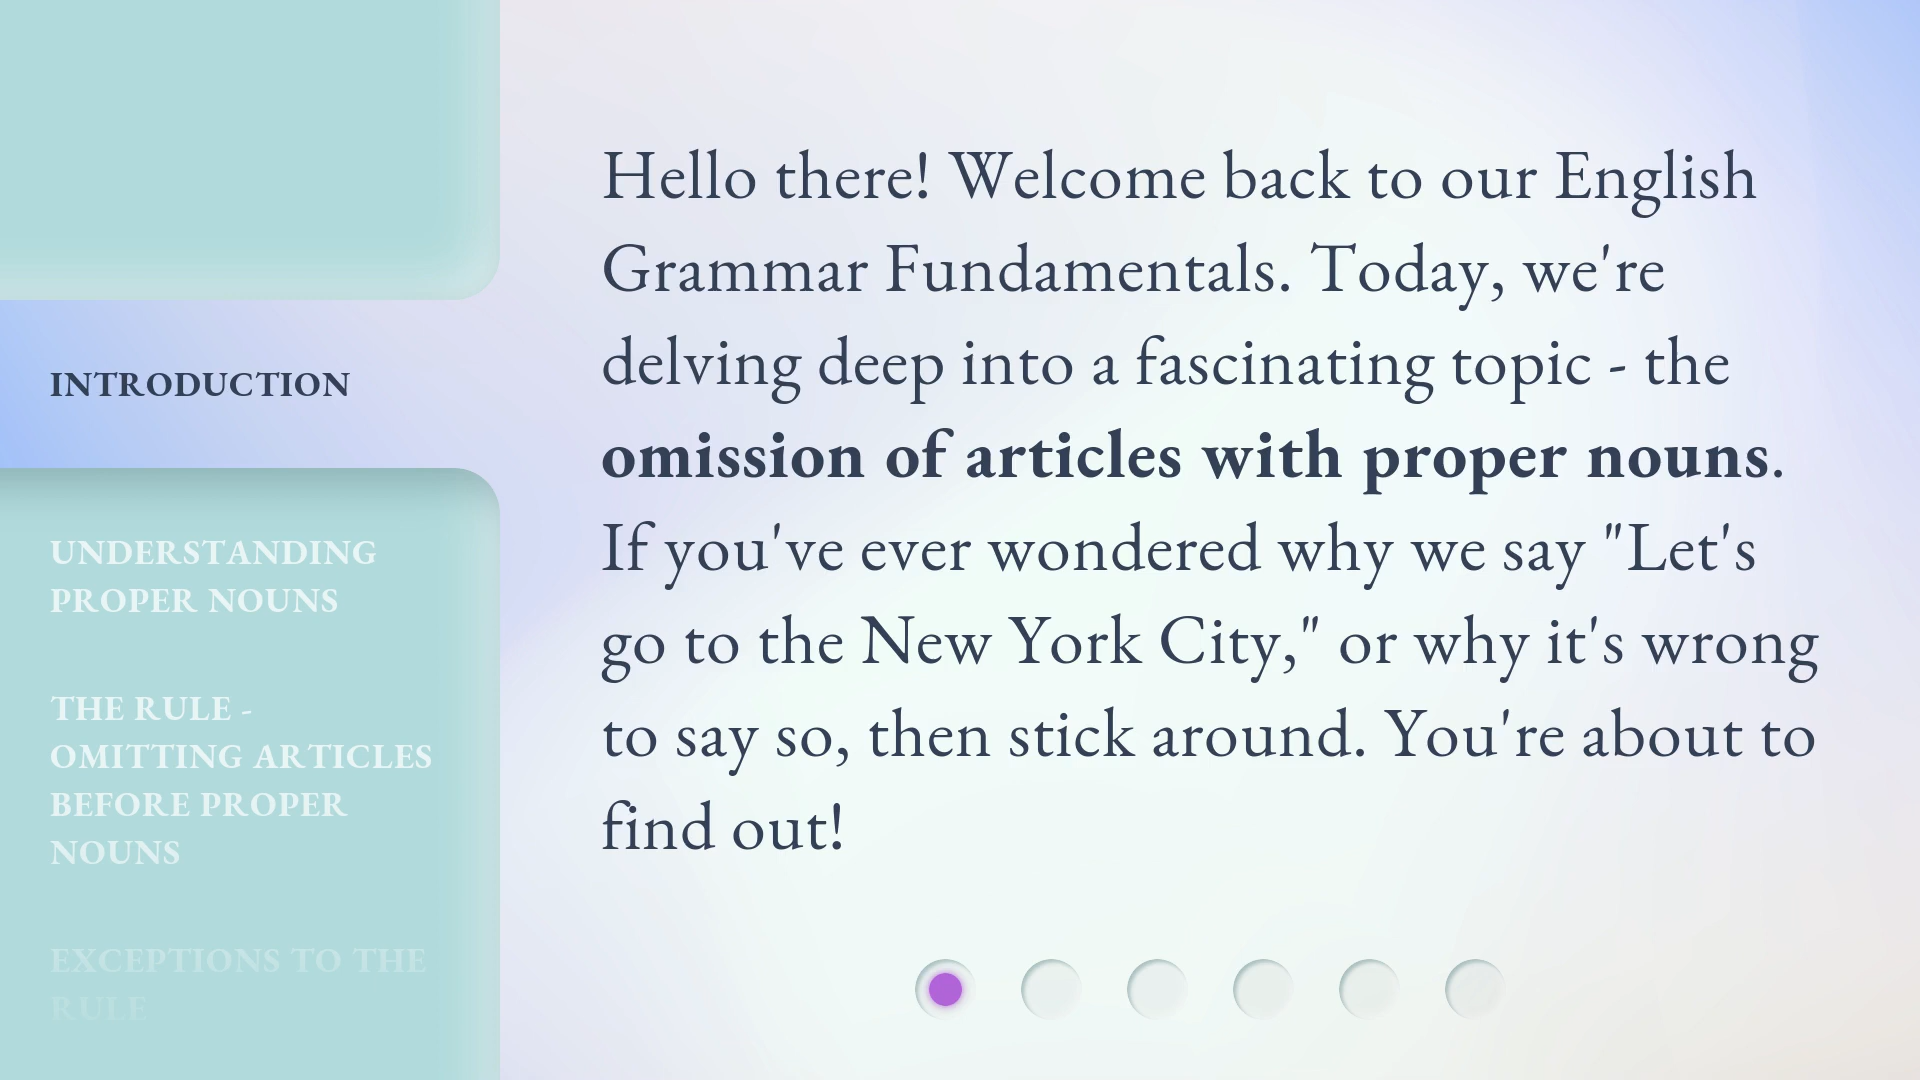 INTRODUCTION
UNDERSTANDING
PROPER NOUNS
THE RULE -
OMITTING ARTICLES
BEFORE PROPER
NOUNS
EXCEPTIONS TO THE
RULE
Hello there! Welcome back to our English
Grammar Fundamentals. Today, we're
delving deep into a fascinating topic - the
omission of articles with proper nouns.
If you've ever wondered why we say "Let's
go to the New York City," or why it's wrong
to say so, then stick around. You're about to
find out!